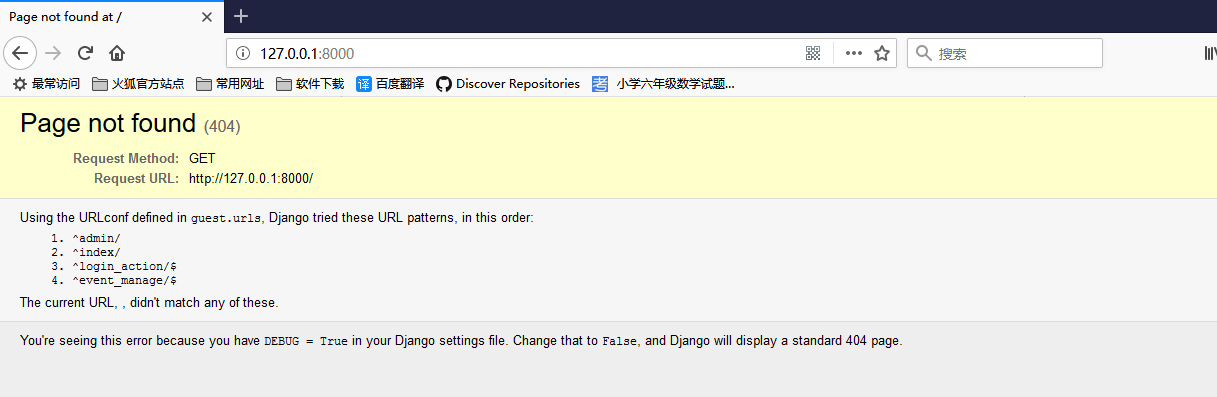 Page not found at /
127.0.0.1:8000
搜索
最常访问 火狐官方站点 常用网址 软件下载 译 百度翻译 Discover Repositories 考 小学六年级数学试题...
Page not found (404)
Request Method: GET
Request URL: http://127.0.0.1:8000/
Using the URLconf defined in guest.urls, Django tried these URL patterns, in this order:
1. ^admin/
2. ^index/
3. ^login_action/$
4. ^event_manage/$
The current URL, , didn't match any of these.
You're seeing this error because you have DEBUG = True in your Django settings file. Change that to False, and Django will display a standard 404 page.